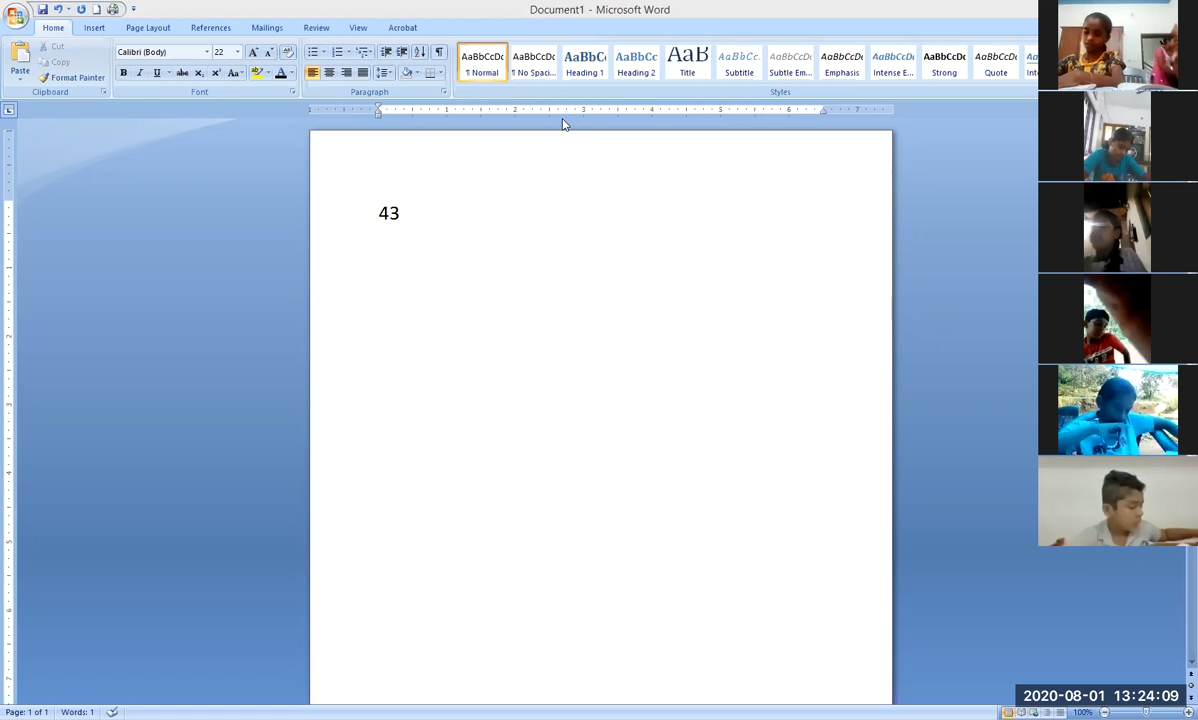 Document1 - Microsoft Word
Home Insert Page Layout References Mailings Review View Acrobat
Paste
Cut
Copy
Format Painter
Clipboard
Calibri (Body) 22
Font
Paragraph
AaBbCcDc AaBbCcDc AaBbC AaBbCc AaB AaBbCc. AaBbCcDc AaBbCcDc AaBbCcDc AaBbCcDc AaBbCcDc
¶ Normal ¶ No Spaci... Heading 1 Heading 2 Title Subtitle Subtle Em... Emphasis Intense E... Strong Quote
Styles
43
2020-08-01 13:24:09
Page: 1 of 1 Words: 1
100%